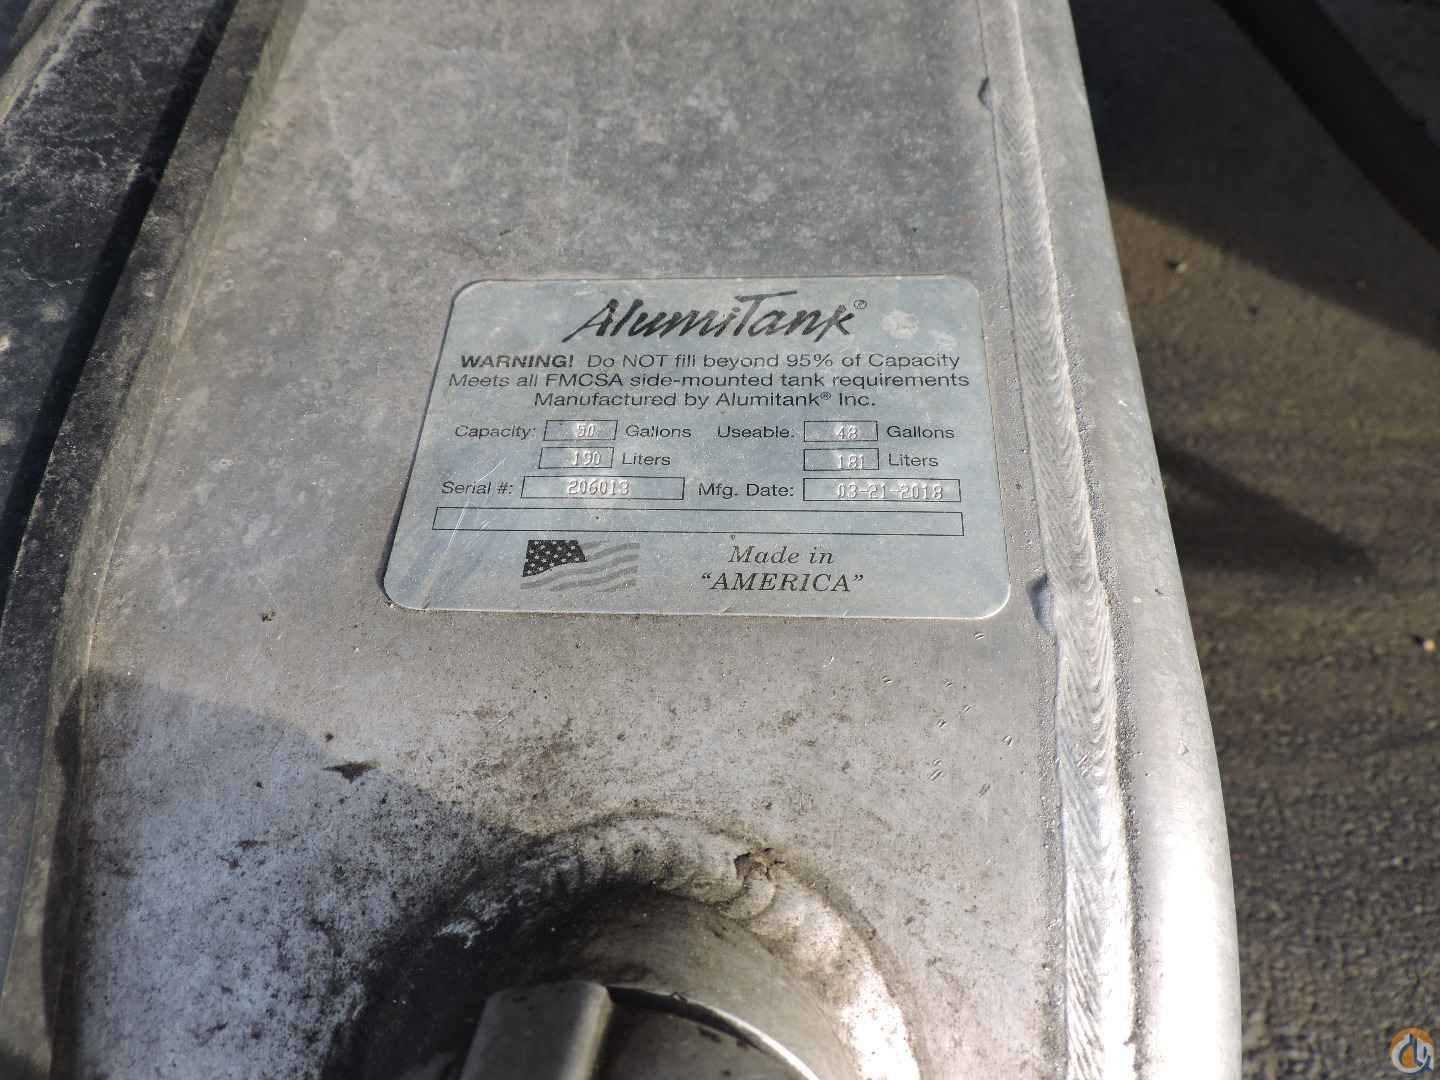 AlumiTank®
WARNING! Do NOT fill beyond 95% of Capacity
Meets all FMCSA side-mounted tank requirements
Manufactured by Alumitank® Inc.
Capacity: 50 Gallons Useable: 48 Gallons
190 Liters 181 Liters
Serial #: 206013 Mfg. Date: 03-21-2018
Made in
“AMERICA”